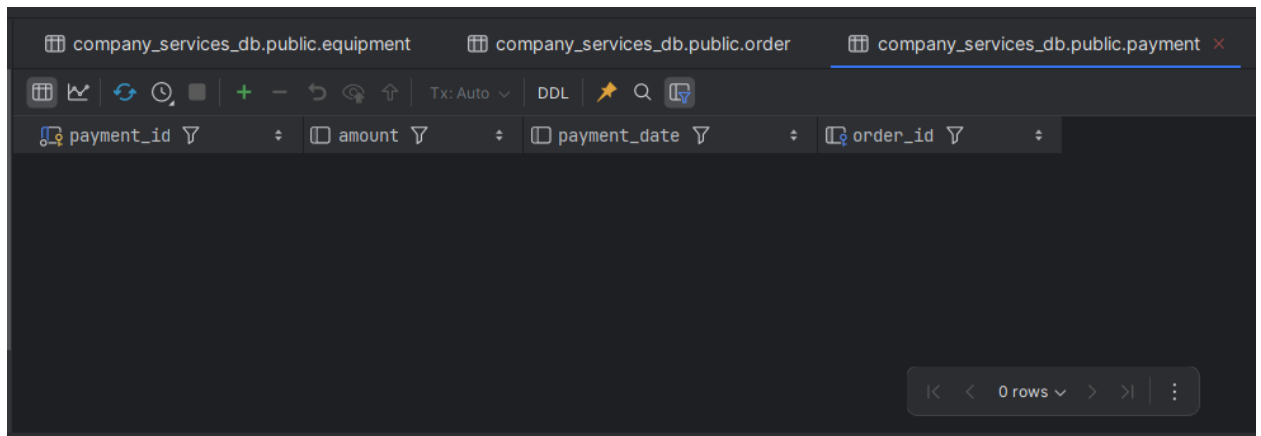 company_services_db.public.equipment company_services_db.public.order company_services_db.public.payment
Tx: Auto DDL
payment_id amount payment_date order_id
0 rows